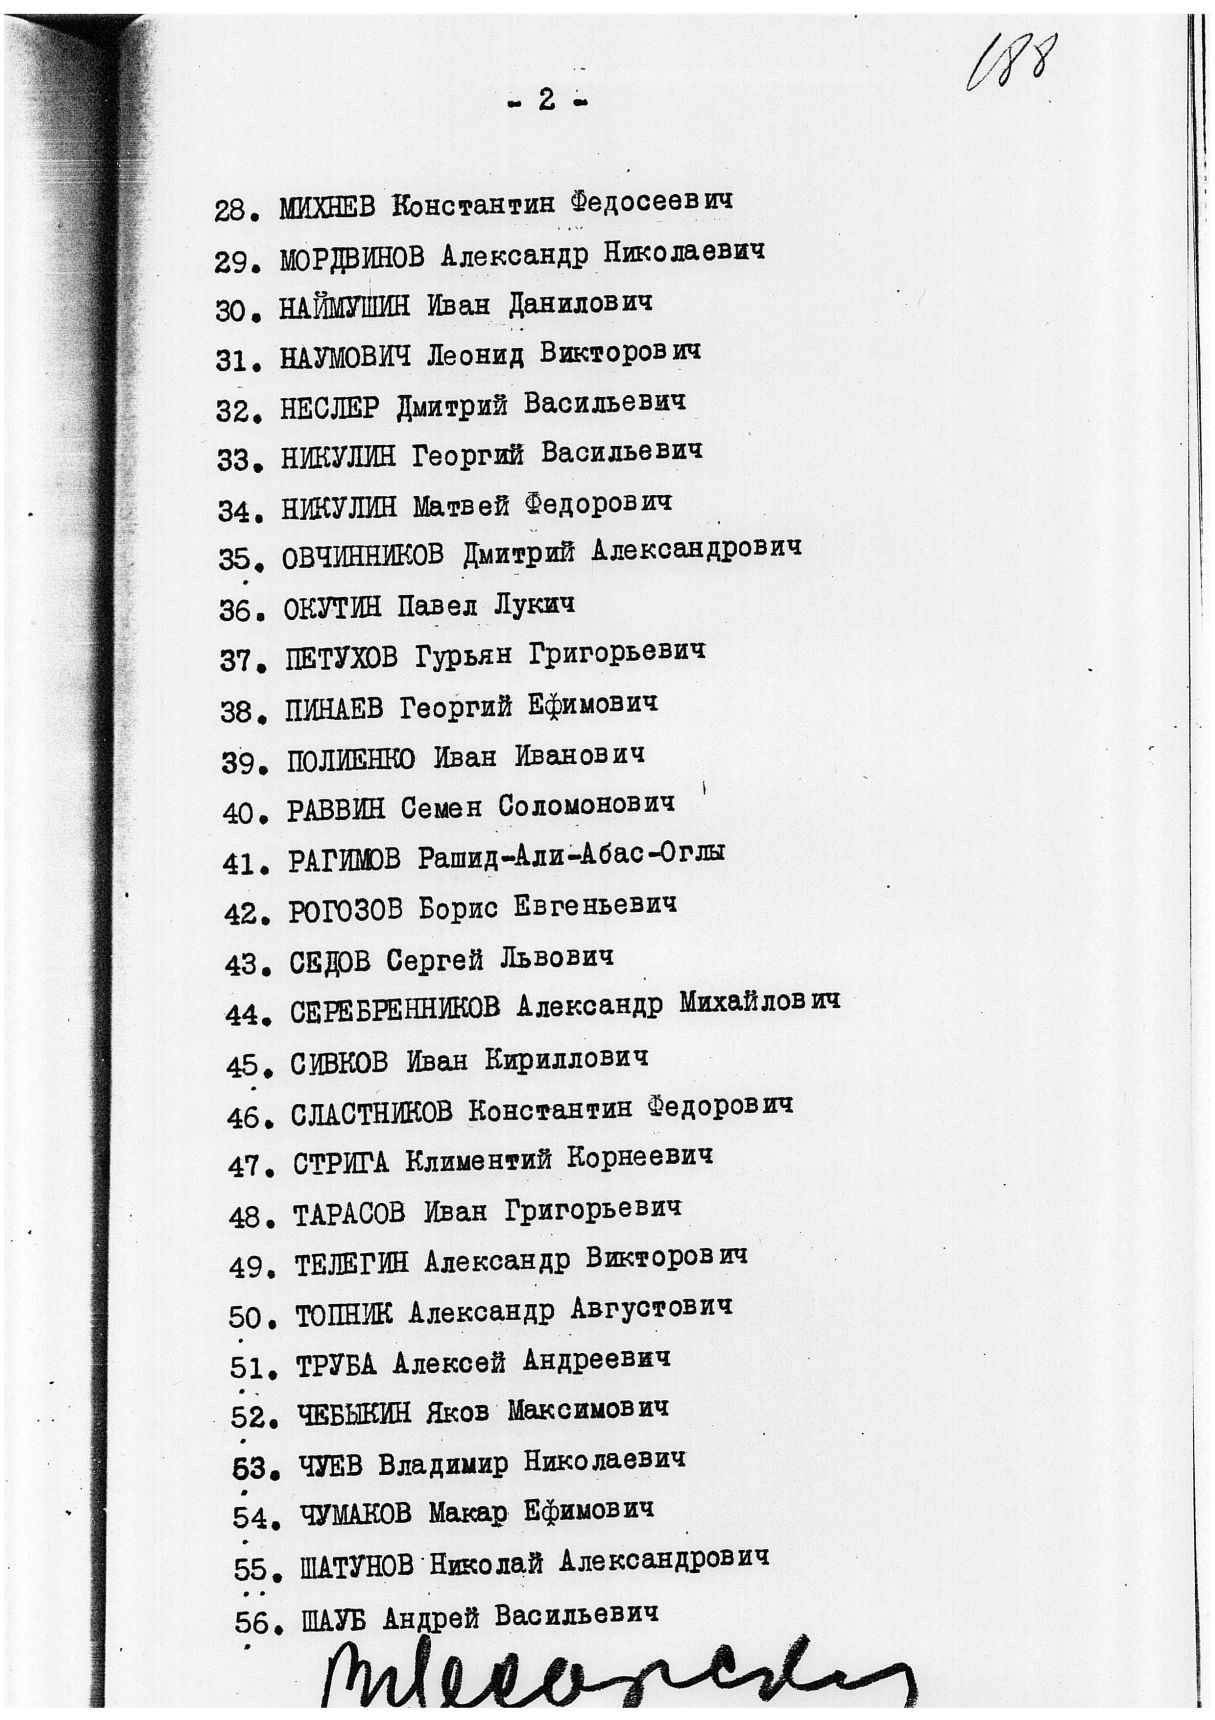 188
- 2 -
28. МИХНЕВ Константин Федосеевич
29. МОРДВИНОВ Александр Николаевич
30. НАЙМУШИН Иван Данилович
31. НАУМОВИЧ Леонид Викторович
32. НЕСЛЕР Дмитрий Васильевич
33. НИКУЛИН Георгий Васильевич
34. НИКУЛИН Матвей Федорович
35. ОВЧИННИКОВ Дмитрий Александрович
36. ОКУТИН Павел Лукич
37. ПЕТУХОВ Гурьян Григорьевич
38. ПИНАЕВ Георгий Ефимович
39. ПОЛИЕНКО Иван Иванович
40. РАВВИН Семен Соломонович
41. РАГИМОВ Рашид-Али-Абас-Оглы
42. РОГОЗОВ Борис Евгеньевич
43. СЕДОВ Сергей Львович
44. СЕРЕБРЕННИКОВ Александр Михайлович
45. СИВКОВ Иван Кириллович
46. СЛАСТНИКОВ Константин Федорович
47. СТРИГА Климентий Корнеевич
48. ТАРАСОВ Иван Григорьевич
49. ТЕЛЕГИН Александр Викторович
50. ТОПНИК Александр Августович
51. ТРУБА Алексей Андреевич
52. ЧЕБЫКИН Яков Максимович
53. ЧУЕВ Владимир Николаевич
54. ЧУМАКОВ Макар Ефимович
55. ШАТУНОВ Николай Александрович
56. ШАУБ Андрей Васильевич